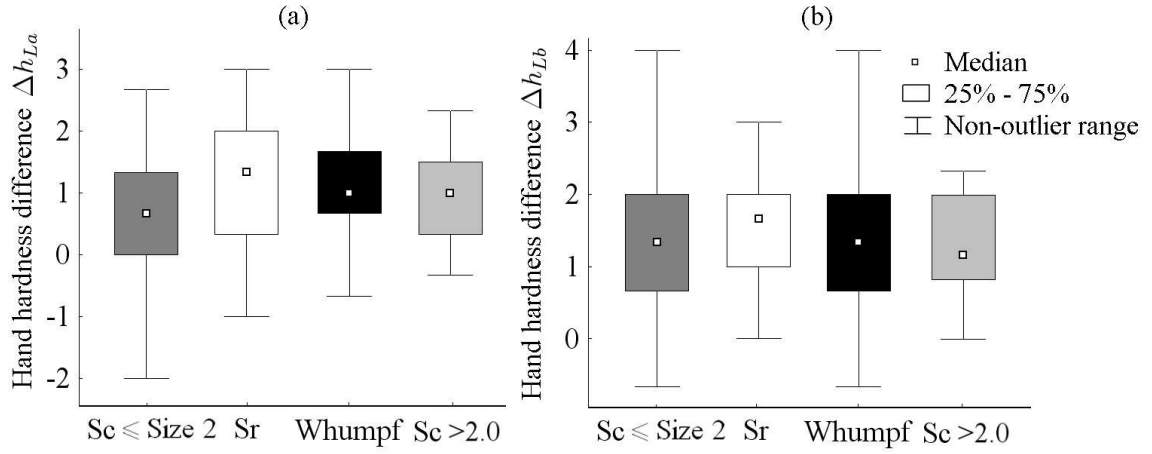 (a)
Hand hardness difference Δh_La
3
2
1
0
-1
-2
Sc ⩽ Size 2 Sr Whumpf Sc >2.0
(b)
Hand hardness difference Δh_Lb
4
3
2
1
0
Median
25% - 75%
Non-outlier range
Sc ⩽ Size 2 Sr Whumpf Sc >2.0